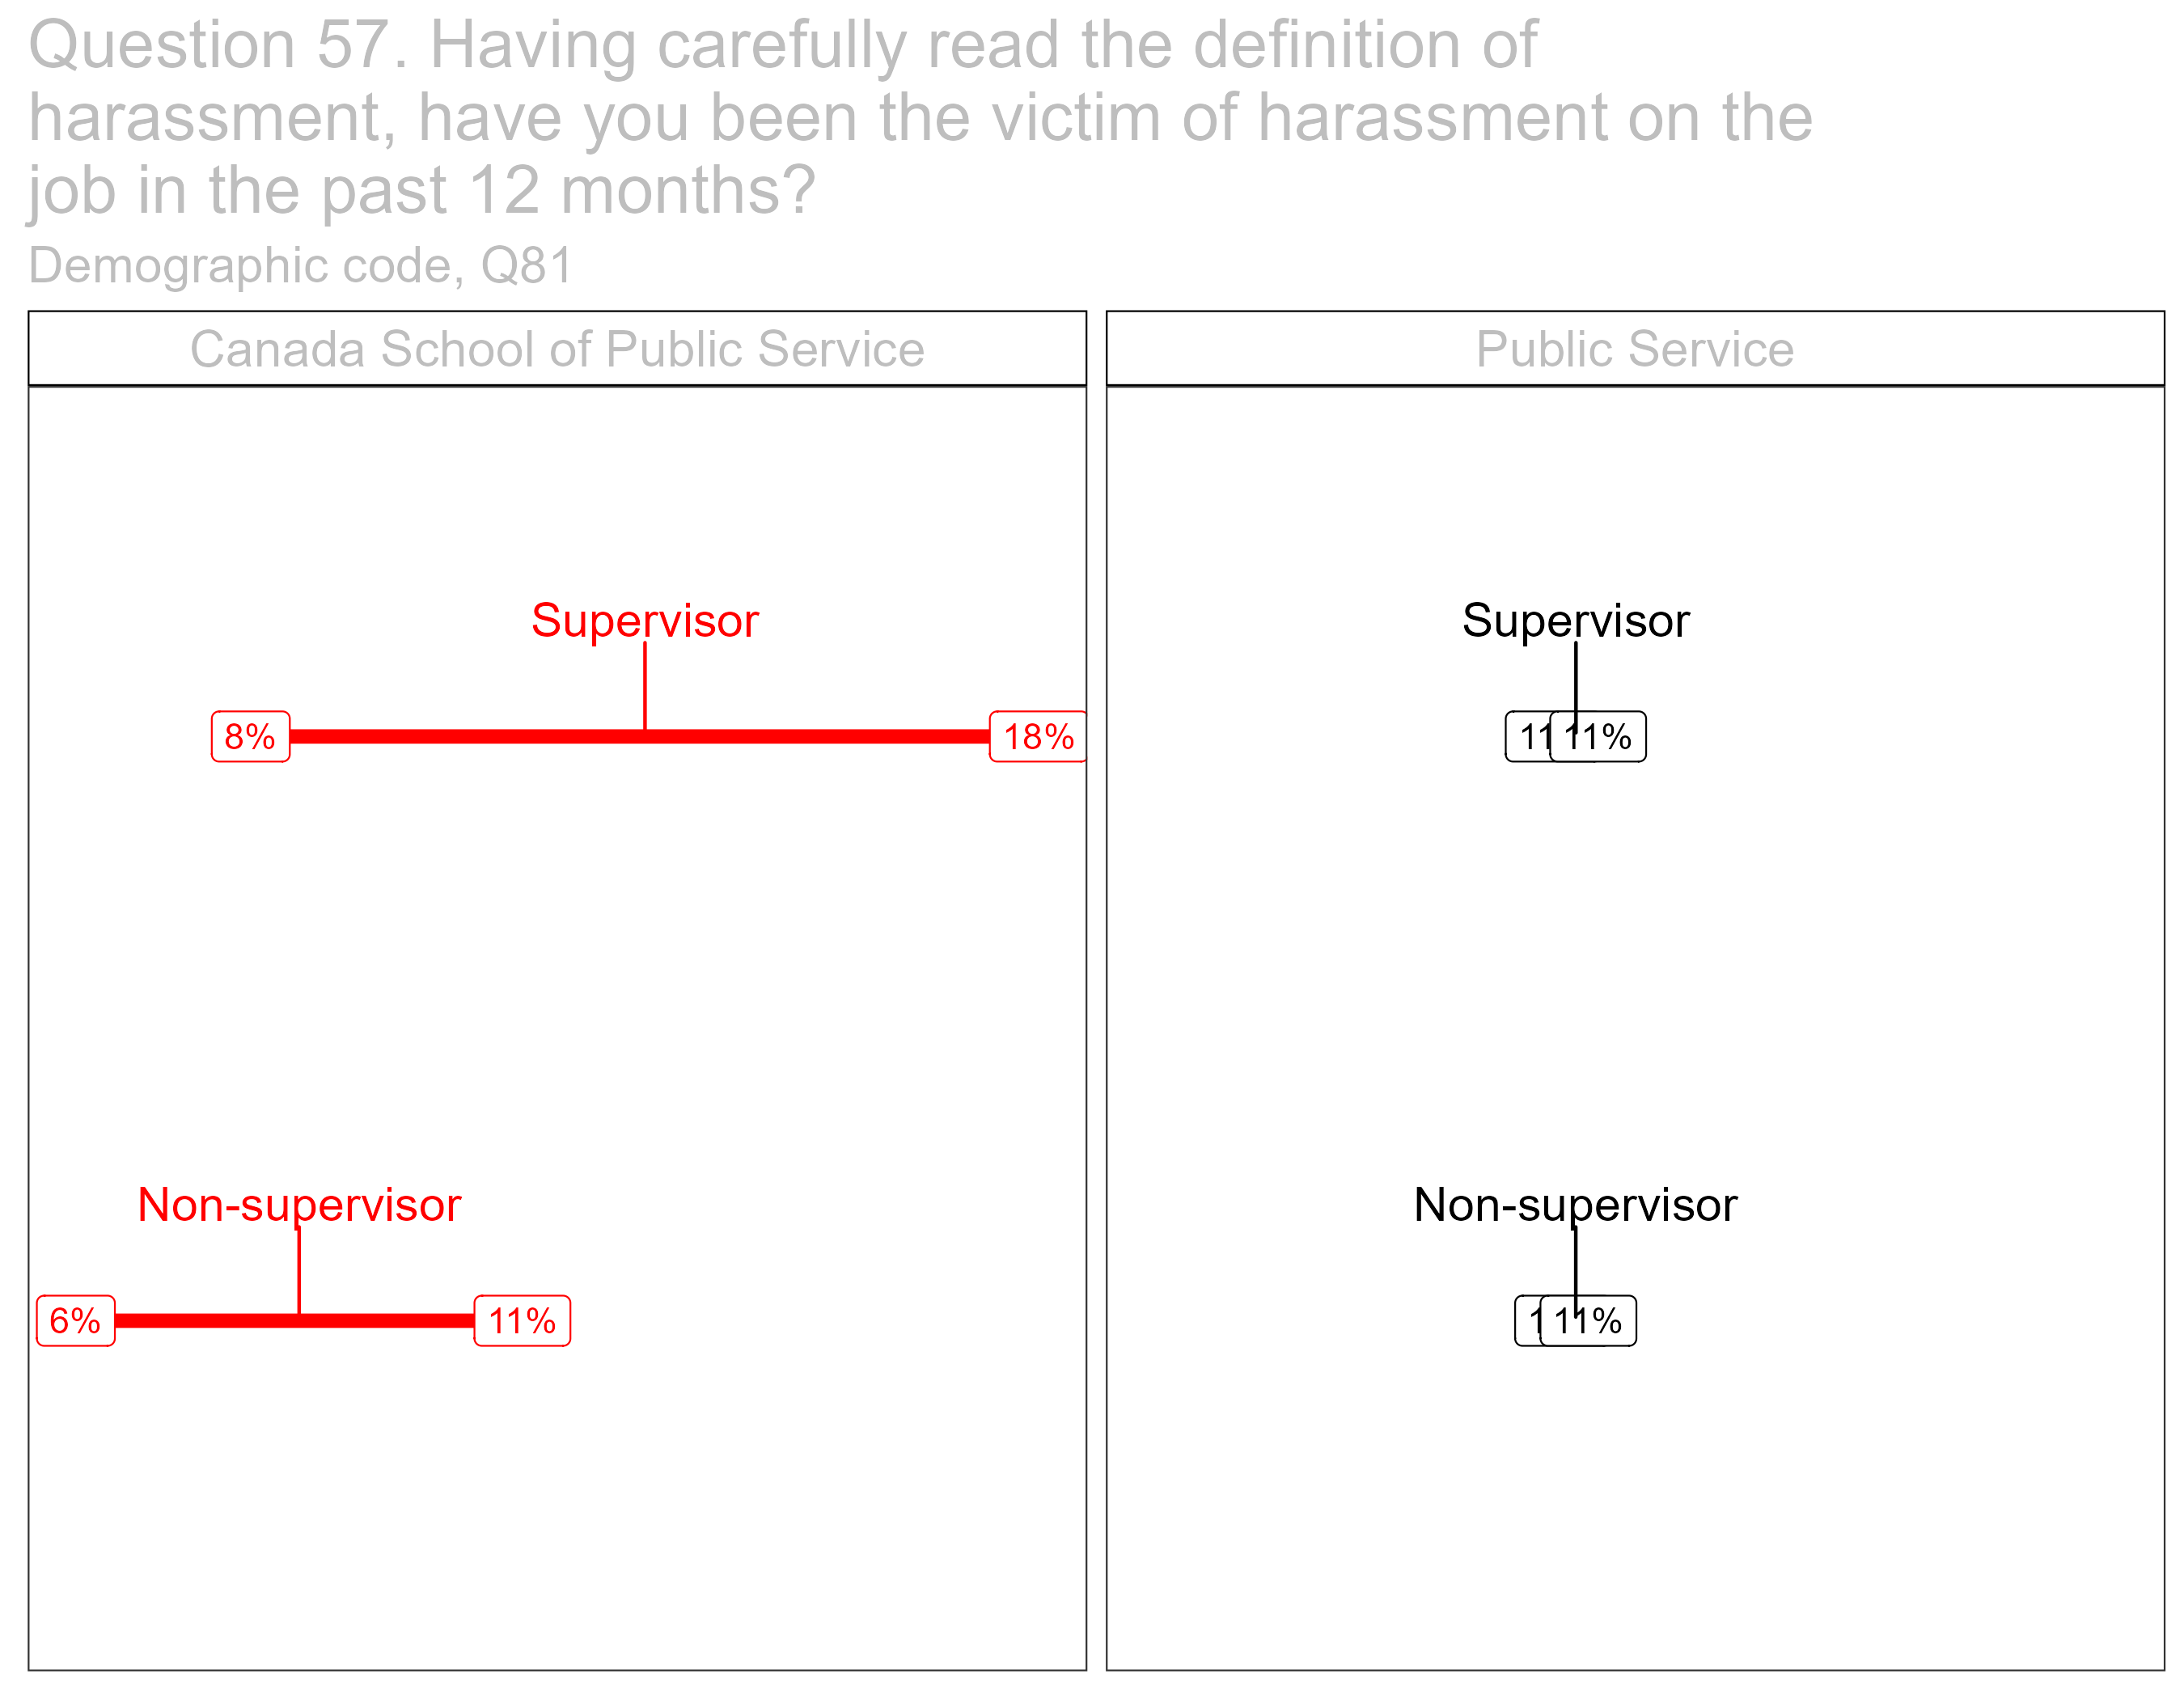 Question 57. Having carefully read the definition of
harassment, have you been the victim of harassment on the
job in the past 12 months?
Demographic code, Q81
Canada School of Public Service
Public Service
Supervisor
Supervisor
8%
18%
11
11%
Non-supervisor
Non-supervisor
6%
11%
11%